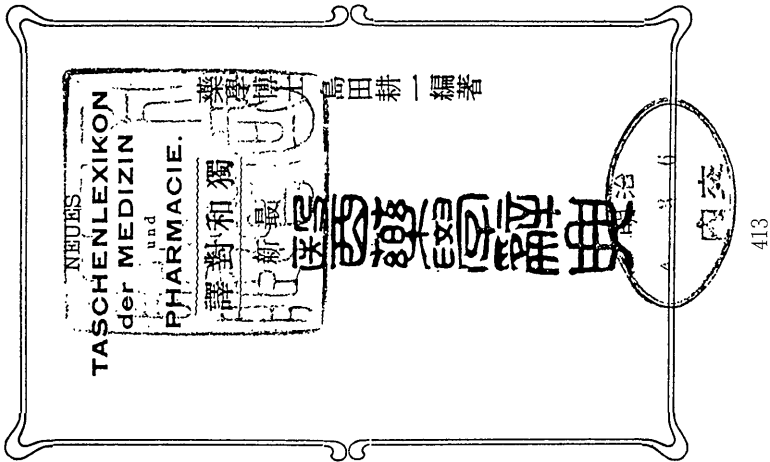 藥學博士 島田耕一編著
NEUES
TASCHENLEXIKON
der MEDIZIN
und
PHARMACIE.
獨和對譯
最新
醫藥學辭典
明治
内交
413